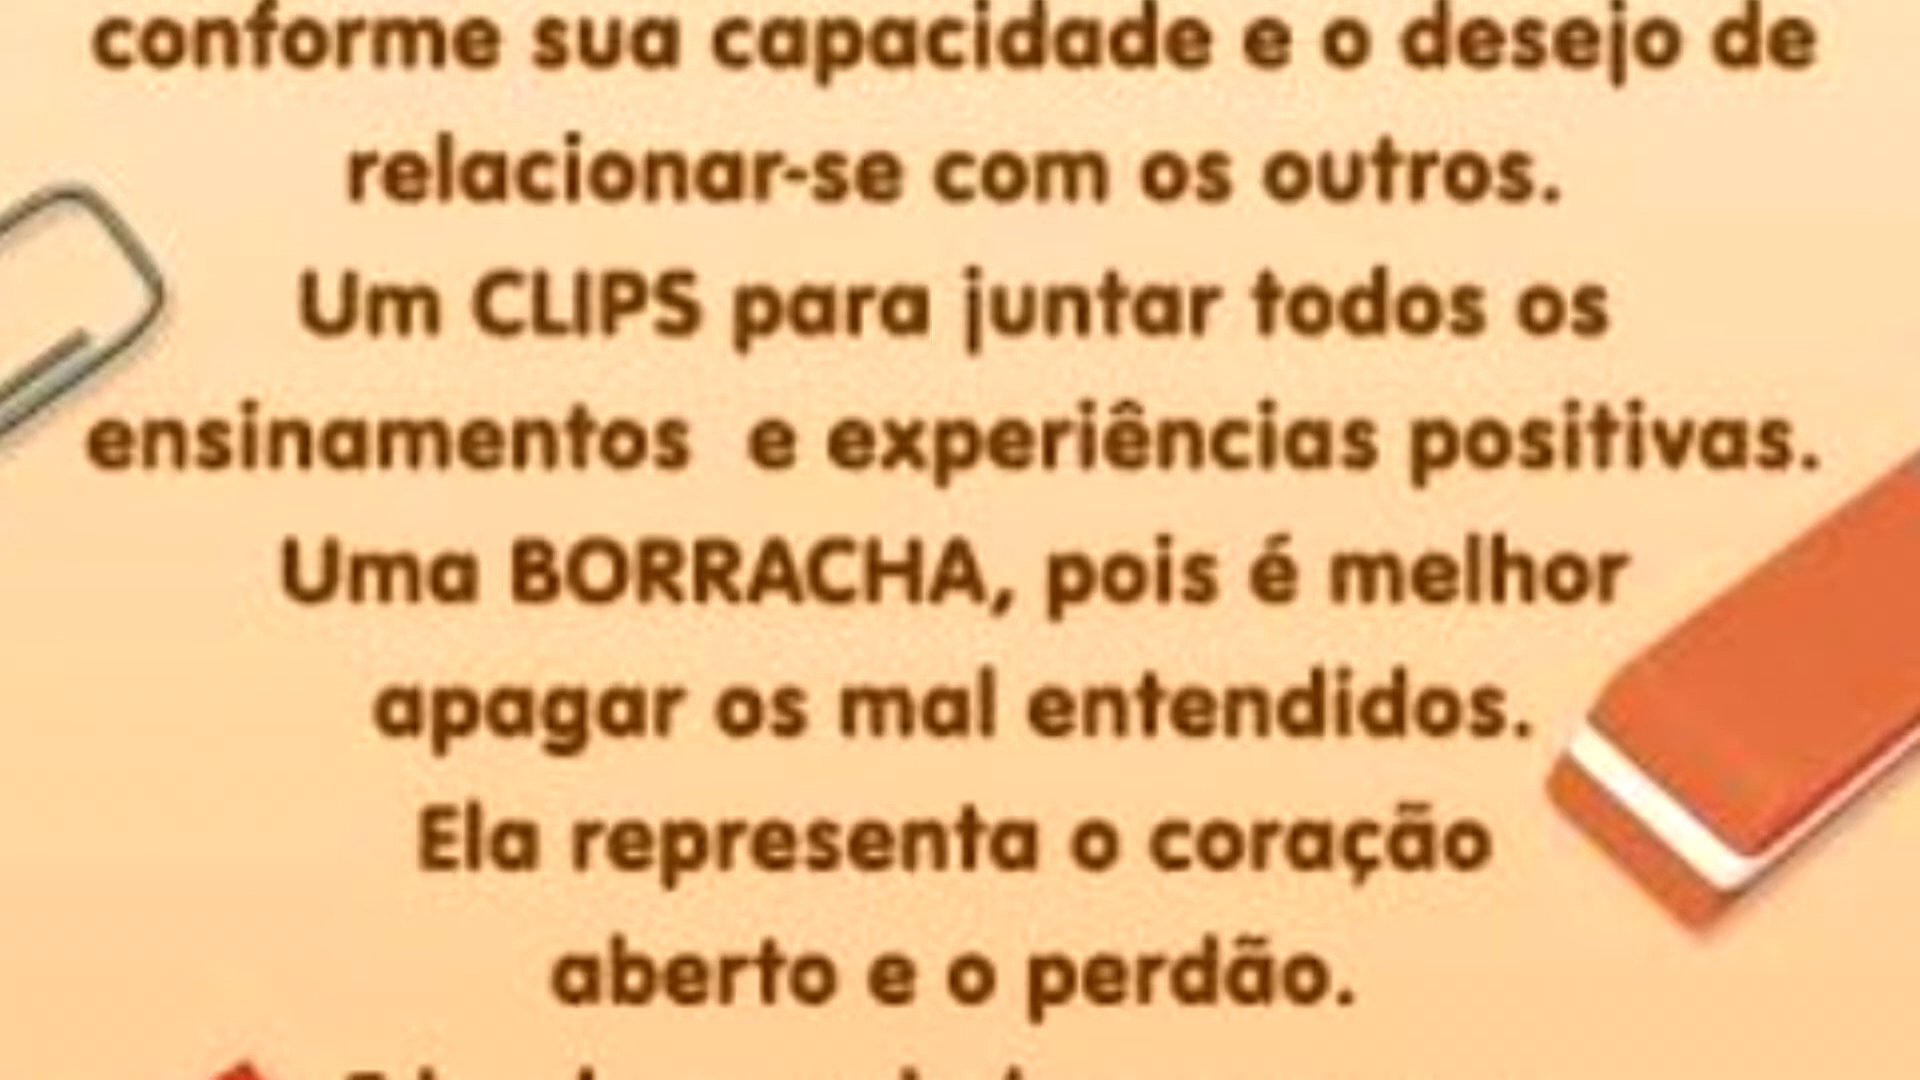 conforme sua capacidade e o desejo de
relacionar-se com os outros.
Um CLIPS para juntar todos os
ensinamentos e experiências positivas.
Uma BORRACHA, pois é melhor
apagar os mal entendidos.
Ela representa o coração
aberto e o perdão.